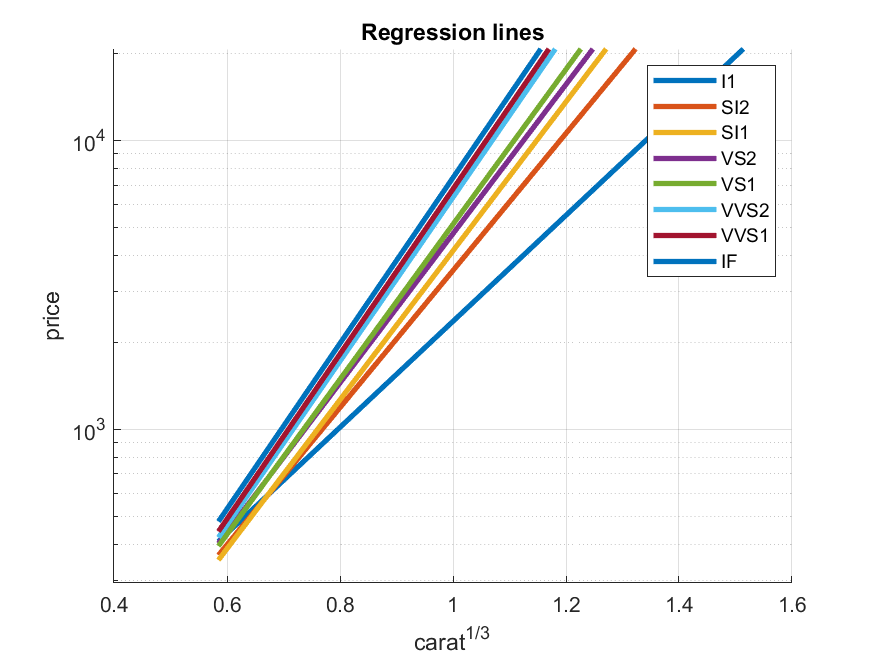 Regression lines
I1
SI2
SI1
VS2
VS1
VVS2
VVS1
IF
10^4
10^3
price
0.4 0.6 0.8 1 1.2 1.4 1.6
carat^1/3